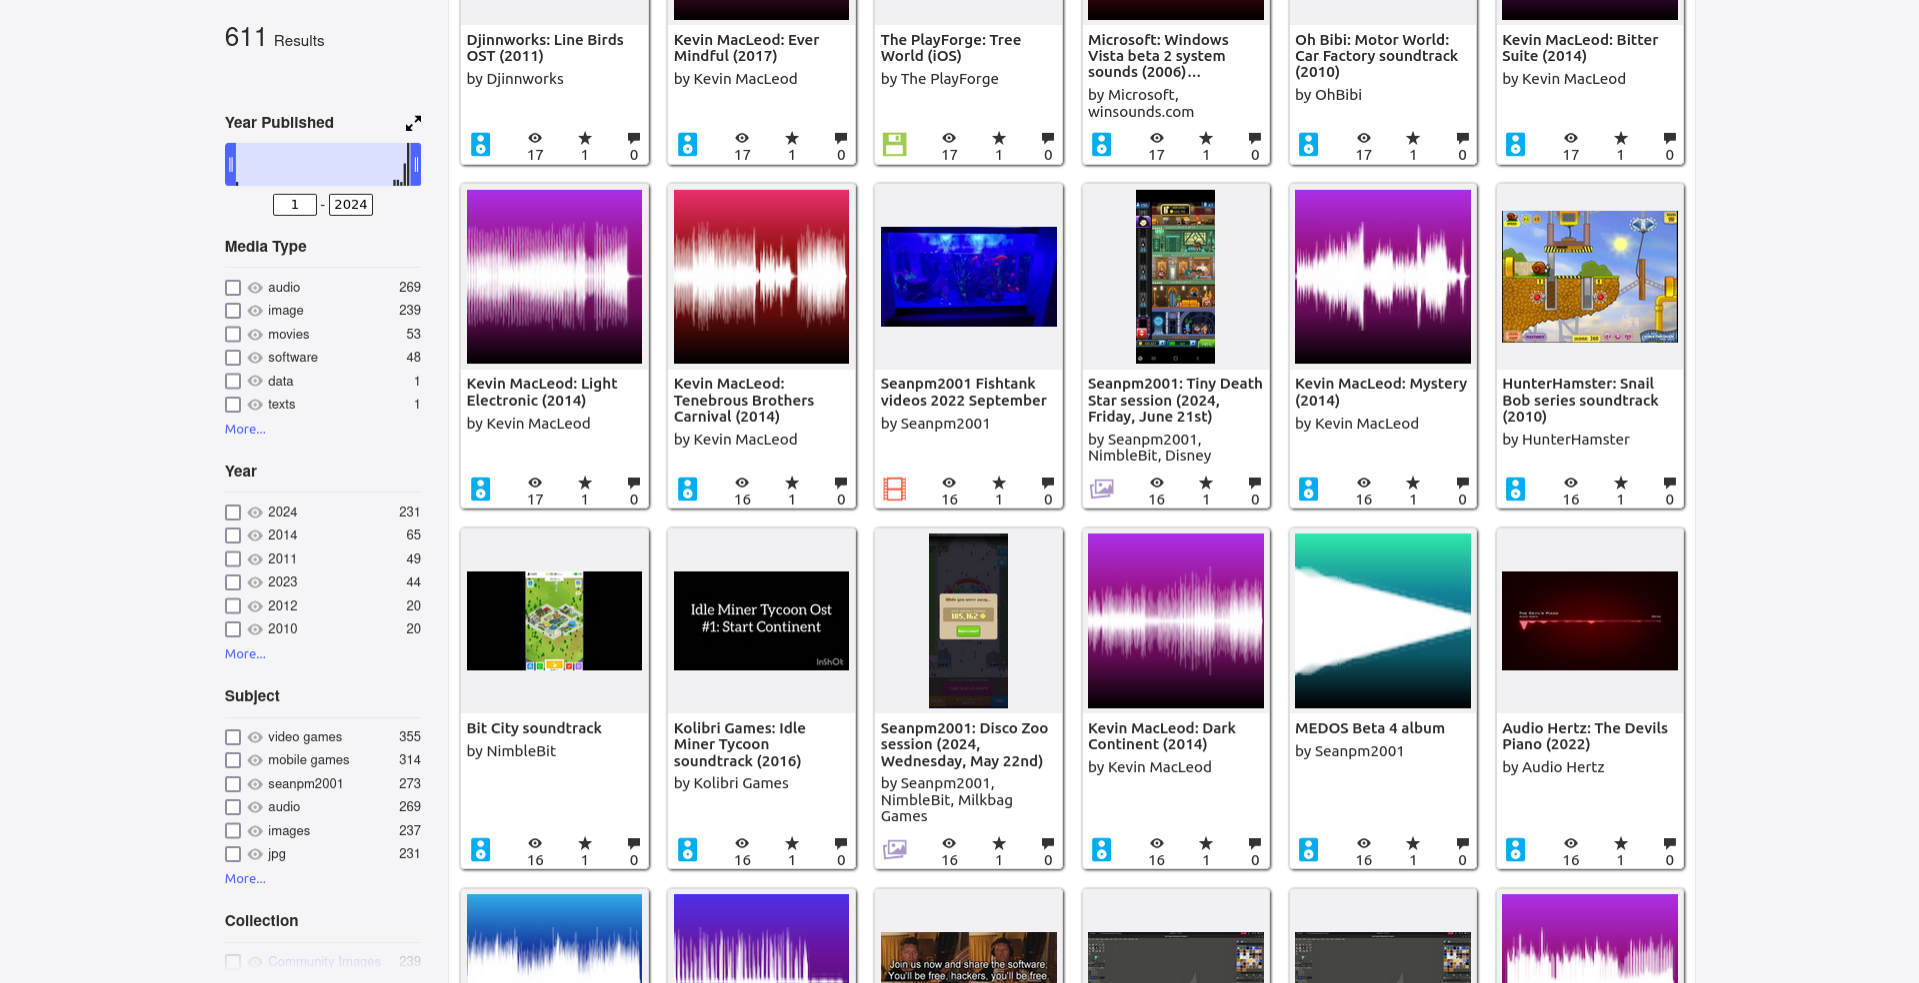 611 Results
Year Published
1 - 2024
Media Type
audio 269
image 239
movies 53
software 48
data 1
texts 1
More...
Year
2024 231
2014 65
2011 49
2023 44
2012 20
2010 20
More...
Subject
video games 355
mobile games 314
seanpm2001 273
audio 269
images 237
jpg 231
More...
Collection
Community Images 239
Djinnworks: Line Birds
OST (2011)
by Djinnworks
17 1 0
Kevin MacLeod: Ever
Mindful (2017)
by Kevin MacLeod
17 1 0
The PlayForge: Tree
World (iOS)
by The PlayForge
17 1 0
Microsoft: Windows
Vista beta 2 system
sounds (2006)...
by Microsoft,
winsounds.com
17 1 0
Oh Bibi: Motor World:
Car Factory soundtrack
(2010)
by OhBibi
17 1 0
Kevin MacLeod: Bitter
Suite (2014)
by Kevin MacLeod
17 1 0
Kevin MacLeod: Light
Electronic (2014)
by Kevin MacLeod
17 1 0
Kevin MacLeod:
Tenebrous Brothers
Carnival (2014)
by Kevin MacLeod
16 1 0
Seanpm2001 Fishtank
videos 2022 September
by Seanpm2001
16 1 0
Seanpm2001: Tiny Death
Star session (2024,
Friday, June 21st)
by Seanpm2001,
NimbleBit, Disney
16 1 0
Kevin MacLeod: Mystery
(2014)
by Kevin MacLeod
16 1 0
HunterHamster: Snail
Bob series soundtrack
(2010)
by HunterHamster
16 1 0
Bit City soundtrack
by NimbleBit
16 1 0
Idle Miner Tycoon Ost
#1: Start Continent
InShOt
Kolibri Games: Idle
Miner Tycoon
soundtrack (2016)
by Kolibri Games
16 1 0
While you were away...
185,162
Seanpm2001: Disco Zoo
session (2024,
Wednesday, May 22nd)
by Seanpm2001,
NimbleBit, Milkbag
Games
16 1 0
Kevin MacLeod: Dark
Continent (2014)
by Kevin MacLeod
16 1 0
MEDOS Beta 4 album
by Seanpm2001
16 1 0
The Devil's Piano
Audio Hertz: The Devils
Piano (2022)
by Audio Hertz
16 1 0
Join us now and share the software;
You'll be free, hackers, you'll be free.